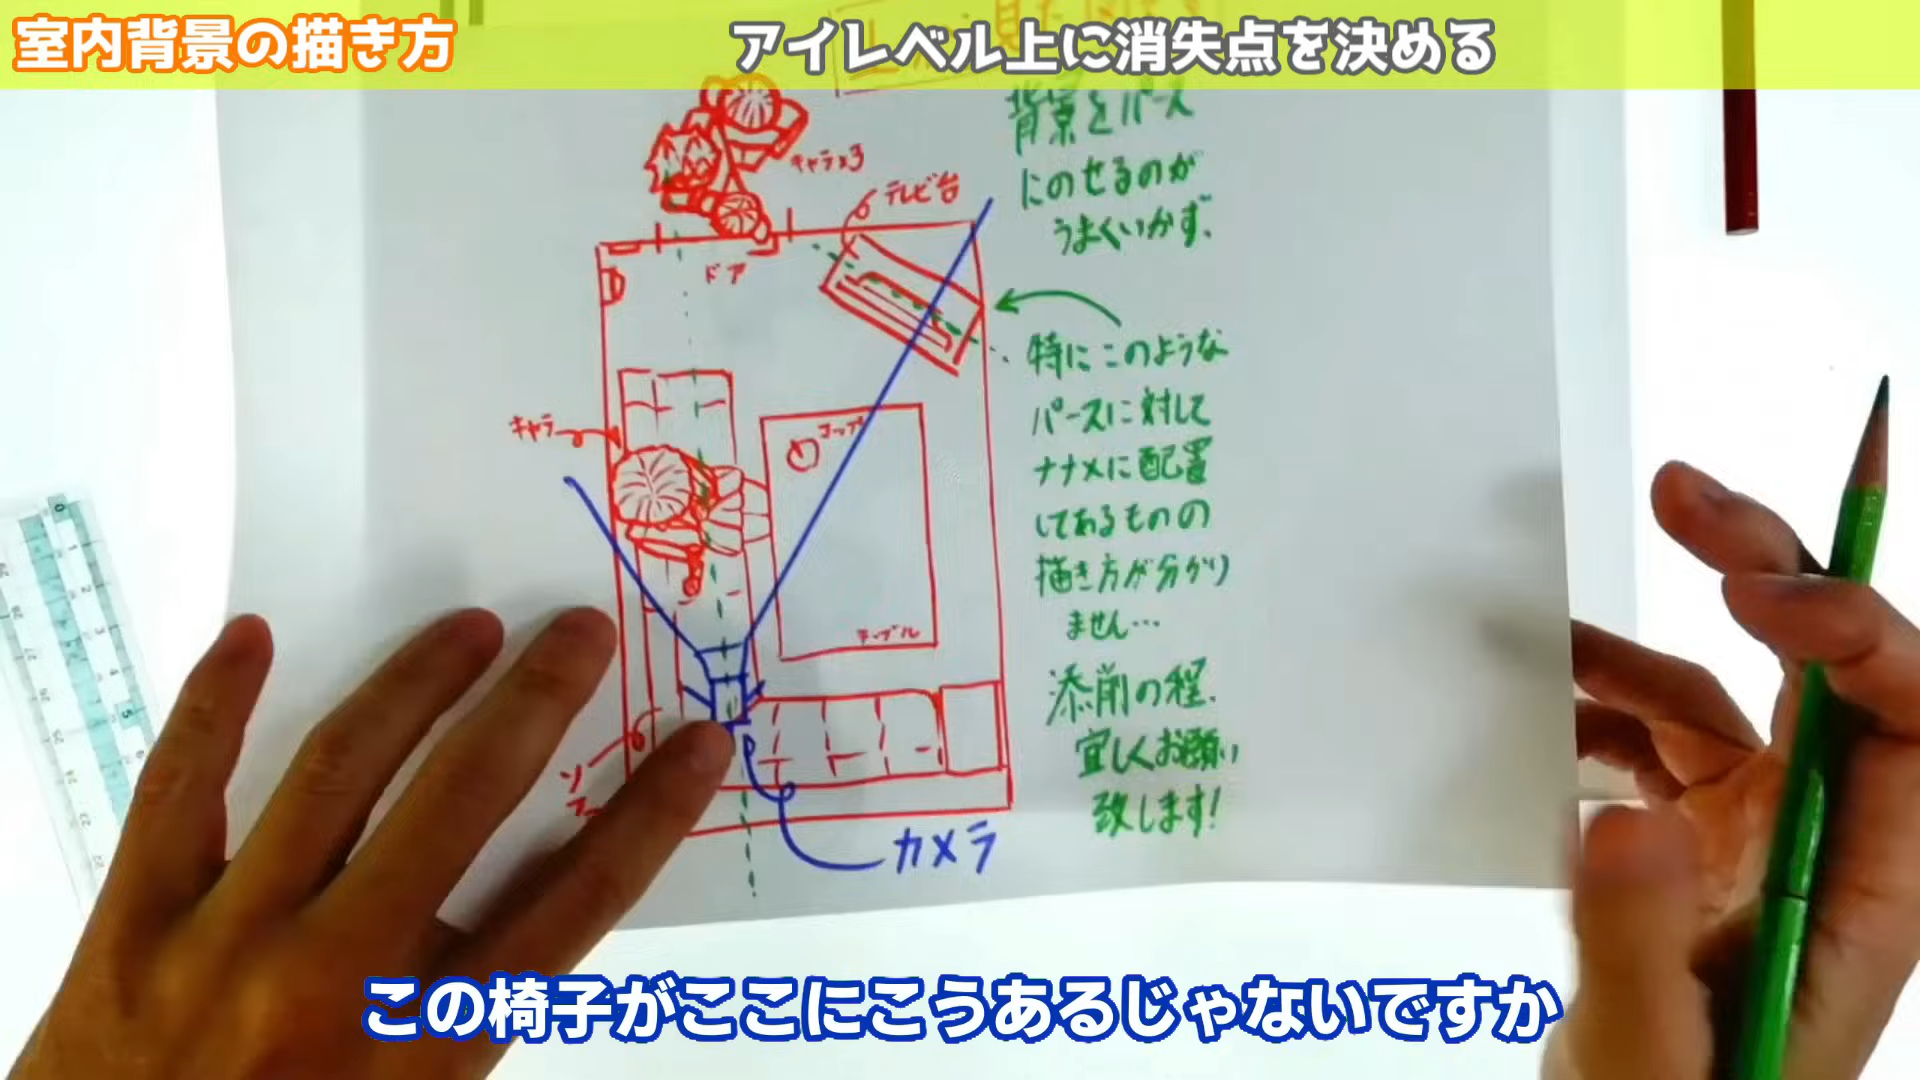 室内背景の描き方
アイレベル上に消失点を決める
背景をパース
にのせるのが
うまくいかず、
キャラ×3
テレビ台
ドア
特にこのような
パースに対して
ナナメに配置
してあるものの
描き方が分かり
ません…
キャラ
コップ
テーブル
添削の程、
宜しくお願い
致します!
カメラ
この椅子がここにこうあるじゃないですか